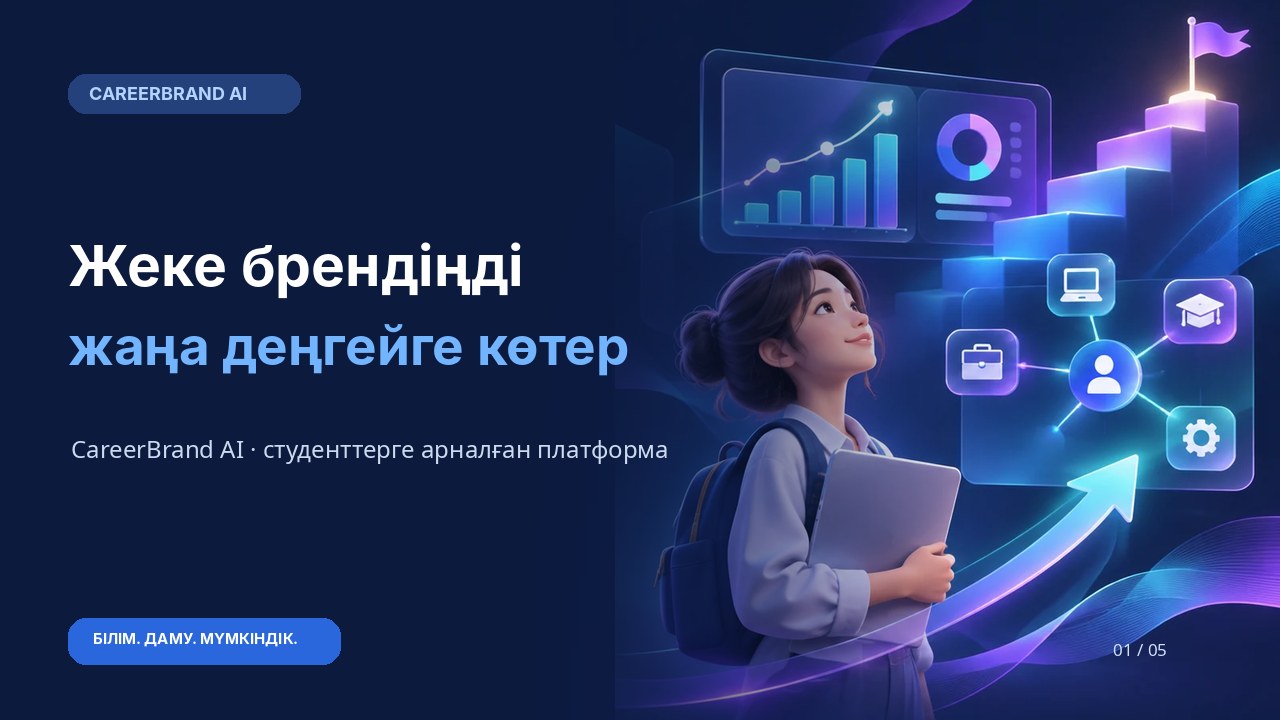 CAREERBRAND AI
Жеке брендіңді
жаңа деңгейге көтер
CareerBrand AI · студенттерге арналған платформа
БІЛІМ. ДАМУ. МҮМКІНДІК.
01 / 05